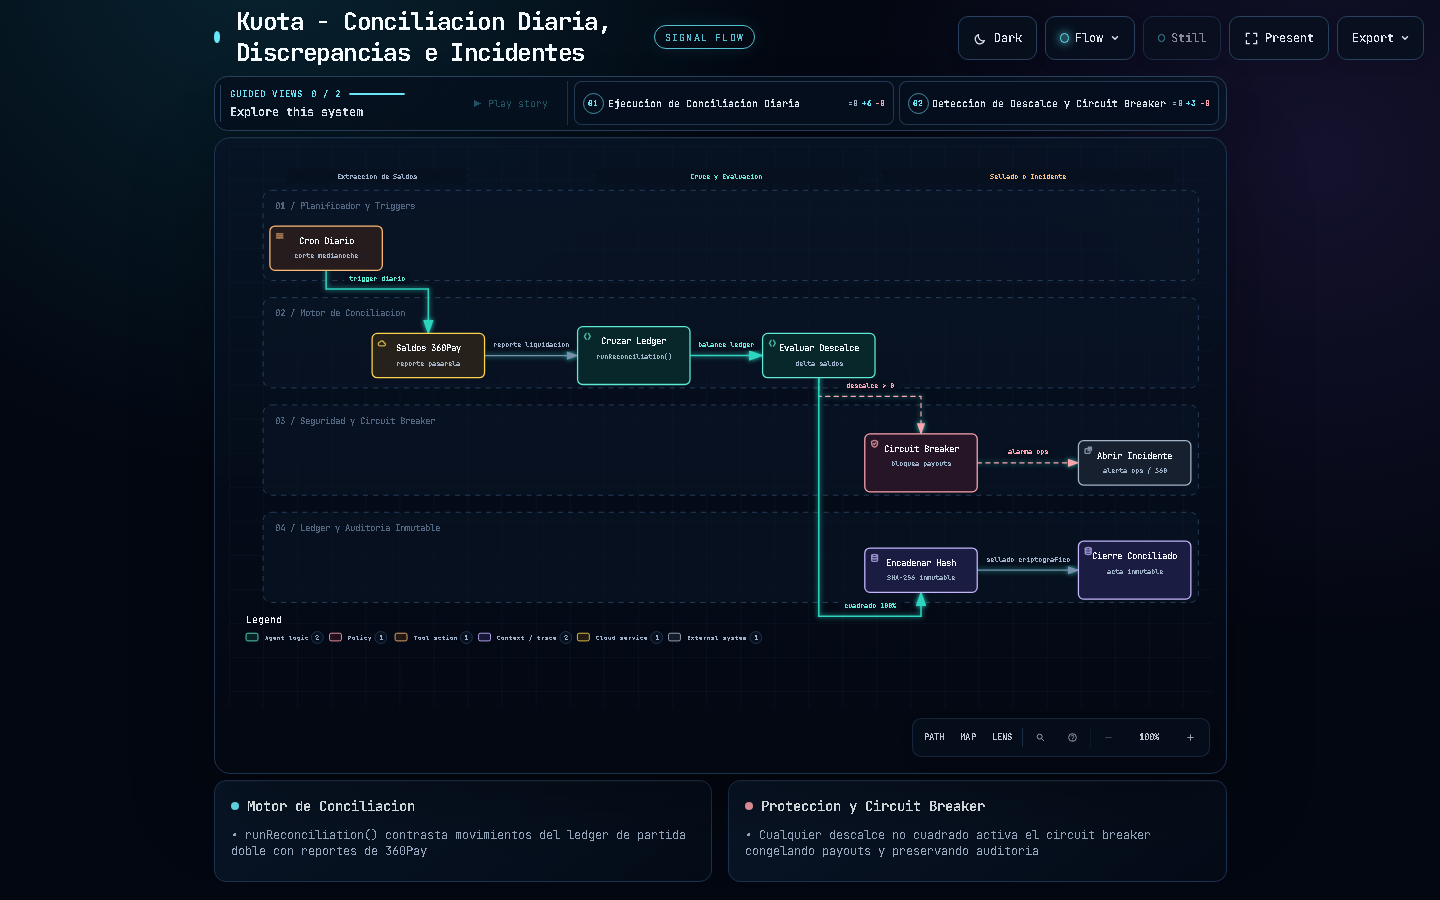 Kuota - Conciliacion Diaria,
Discrepancias e Incidentes
SIGNAL FLOW
Dark
Flow
Still
Present
Export
GUIDED VIEWS 0 / 2
Explore this system
▶ Play story
01 Ejecucion de Conciliacion Diaria =0 +6 -0
02 Deteccion de Descalce y Circuit Breaker =0 +3 -0
Extraccion de Saldos
Cruce y Evaluacion
Sellado o Incidente
01 / Planificador y Triggers
Cron Diario
corte medianoche
trigger diario
02 / Motor de Conciliacion
Saldos 360Pay
reporte pasarela
reporte liquidacion
Cruzar Ledger
runReconciliation()
balance ledger
Evaluar Descalce
delta saldos
descalce > 0
03 / Seguridad y Circuit Breaker
Circuit Breaker
bloquea payouts
alarma ops
Abrir Incidente
alerta ops / 360
04 / Ledger y Auditoria Inmutable
Encadenar Hash
SHA-256 inmutable
sellado criptografico
Cierre Conciliado
acta inmutable
cuadrado 100%
Legend
Agent logic 2
Policy 1
Tool action 1
Context / trace 2
Cloud service 1
External system 1
PATH MAP LENS − 100% +
Motor de Conciliacion
• runReconciliation() contrasta movimientos del ledger de partida
doble con reportes de 360Pay
Proteccion y Circuit Breaker
• Cualquier descalce no cuadrado activa el circuit breaker
congelando payouts y preservando auditoria